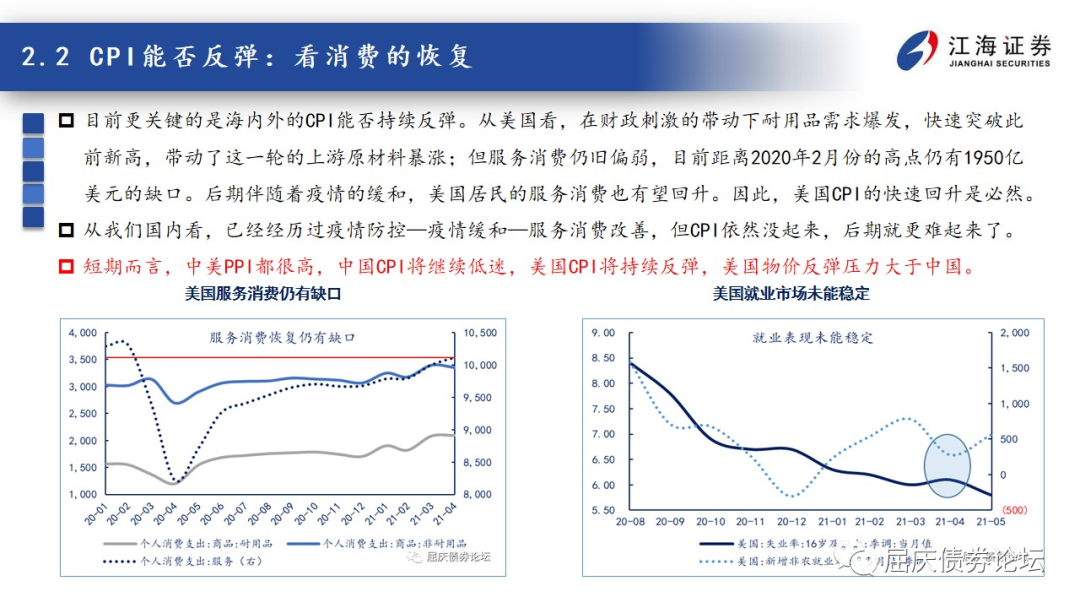 2.2 CPI能否反弹：看消费的恢复
江海证券
JIANGHAI SECURITIES
目前更关键的是海内外的CPI能否持续反弹。从美国看，在财政刺激的带动下耐用品需求爆发，快速突破此
前新高，带动了这一轮的上游原材料暴涨；但服务消费仍旧偏弱，目前距离2020年2月份的高点仍有1950亿
美元的缺口。后期伴随着疫情的缓和，美国居民的服务消费也有望回升。因此，美国CPI的快速回升是必然。
从我们国内看，已经经历过疫情防控—疫情缓和—服务消费改善，但CPI依然没起来，后期就更难起来了。
短期而言，中美PPI都很高，中国CPI将继续低迷，美国CPI将持续反弹，美国物价反弹压力大于中国。
美国服务消费仍有缺口
服务消费恢复仍有缺口
4,000
3,500
3,000
2,500
2,000
1,500
1,000
10,500
10,000
9,500
9,000
8,500
8,000
20-01
20-02
20-03
20-04
20-05
20-06
20-07
20-08
20-09
20-10
20-11
20-12
21-01
21-02
21-03
21-04
个人消费支出:商品:耐用品
个人消费支出:商品:非耐用品
个人消费支出:服务（右）
屈庆债券论坛
美国就业市场未能稳定
就业表现未能稳定
9.00
8.50
8.00
7.50
7.00
6.50
6.00
5.50
2,000
1,500
1,000
500
0
(500)
20-08
20-09
20-10
20-11
20-12
21-01
21-02
21-03
21-04
21-05
美国:失业率:16岁及 季调:当月值
美国:新增非农就业
屈庆债券论坛